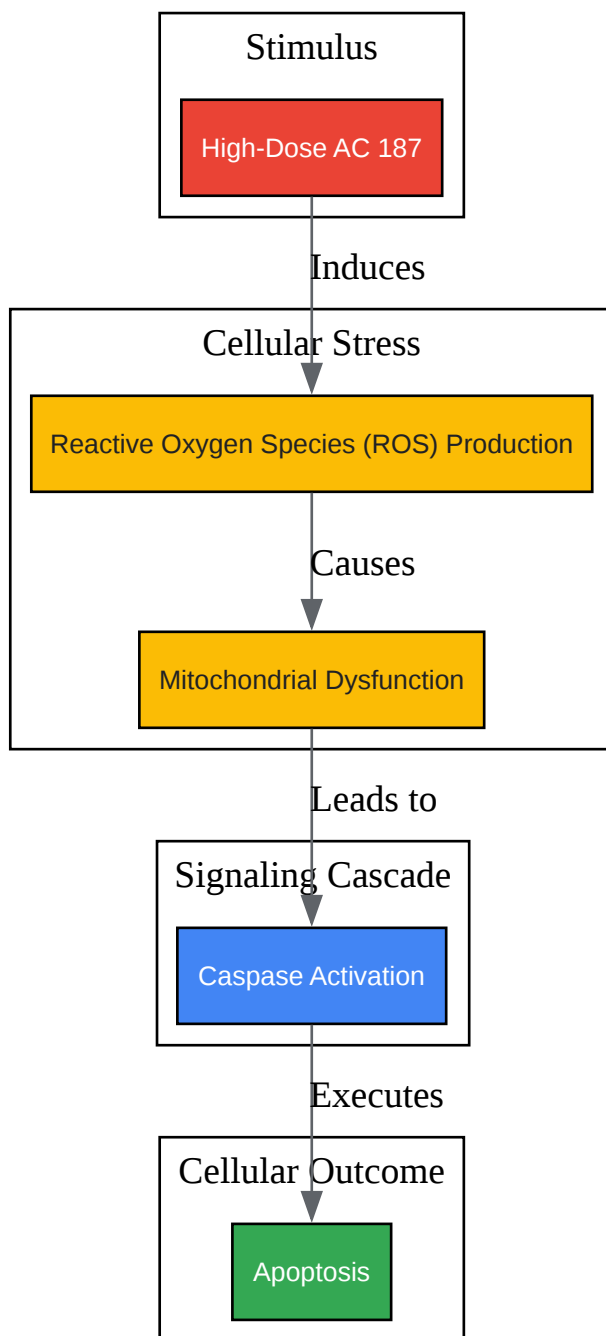 Stimulus
High-Dose AC 187
Induces
Cellular Stress
Reactive Oxygen Species (ROS) Production
Causes
Mitochondrial Dysfunction
Leads to
Signaling Cascade
Caspase Activation
Executes
Cellular Outcome
Apoptosis